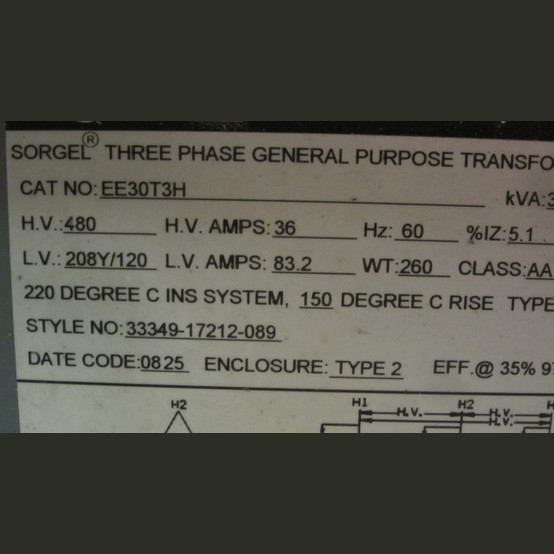 SORGEL® THREE PHASE GENERAL PURPOSE TRANSFO
CAT NO: EE30T3H kVA:3
H.V.: 480 H.V. AMPS: 36 Hz: 60 %IZ: 5.1
L.V.: 208Y/120 L.V. AMPS: 83.2 WT: 260 CLASS: AA
220 DEGREE C INS SYSTEM, 150 DEGREE C RISE TYPE
STYLE NO: 33349-17212-089
DATE CODE: 0825 ENCLOSURE: TYPE 2 EFF.@ 35% 9
H2 H1 H.V. H2 H.V. H
H.V.